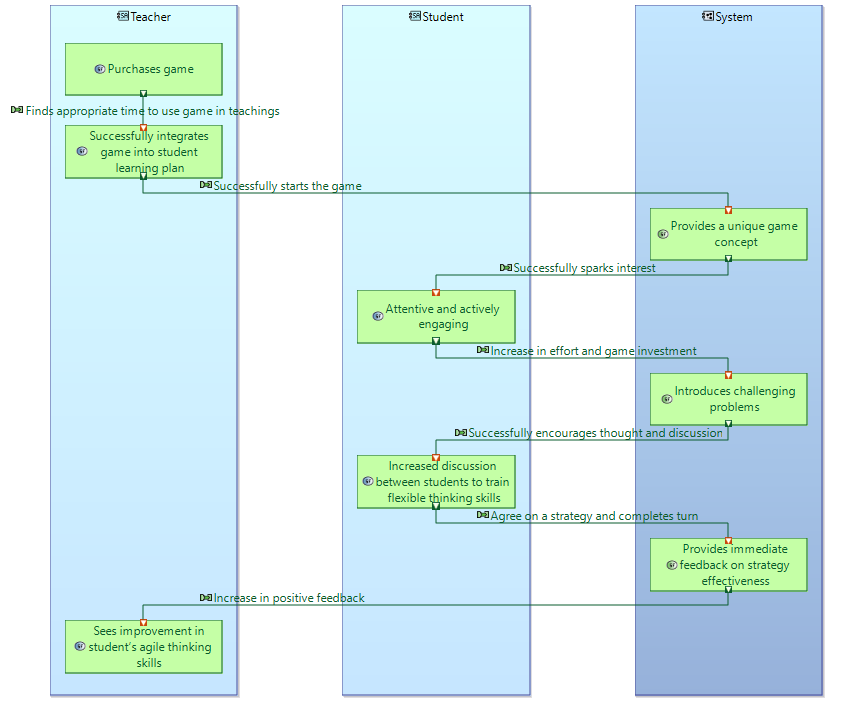 Teacher
Student
System
Purchases game
Finds appropriate time to use game in teachings
Successfully integrates
game into student
learning plan
Successfully starts the game
Provides a unique game
concept
Successfully sparks interest
Attentive and actively
engaging
Increase in effort and game investment
Introduces challenging
problems
Successfully encourages thought and discussion
Increased discussion
between students to train
flexible thinking skills
Agree on a strategy and completes turn
Provides immediate
feedback on strategy
effectiveness
Increase in positive feedback
Sees improvement in
student's agile thinking
skills